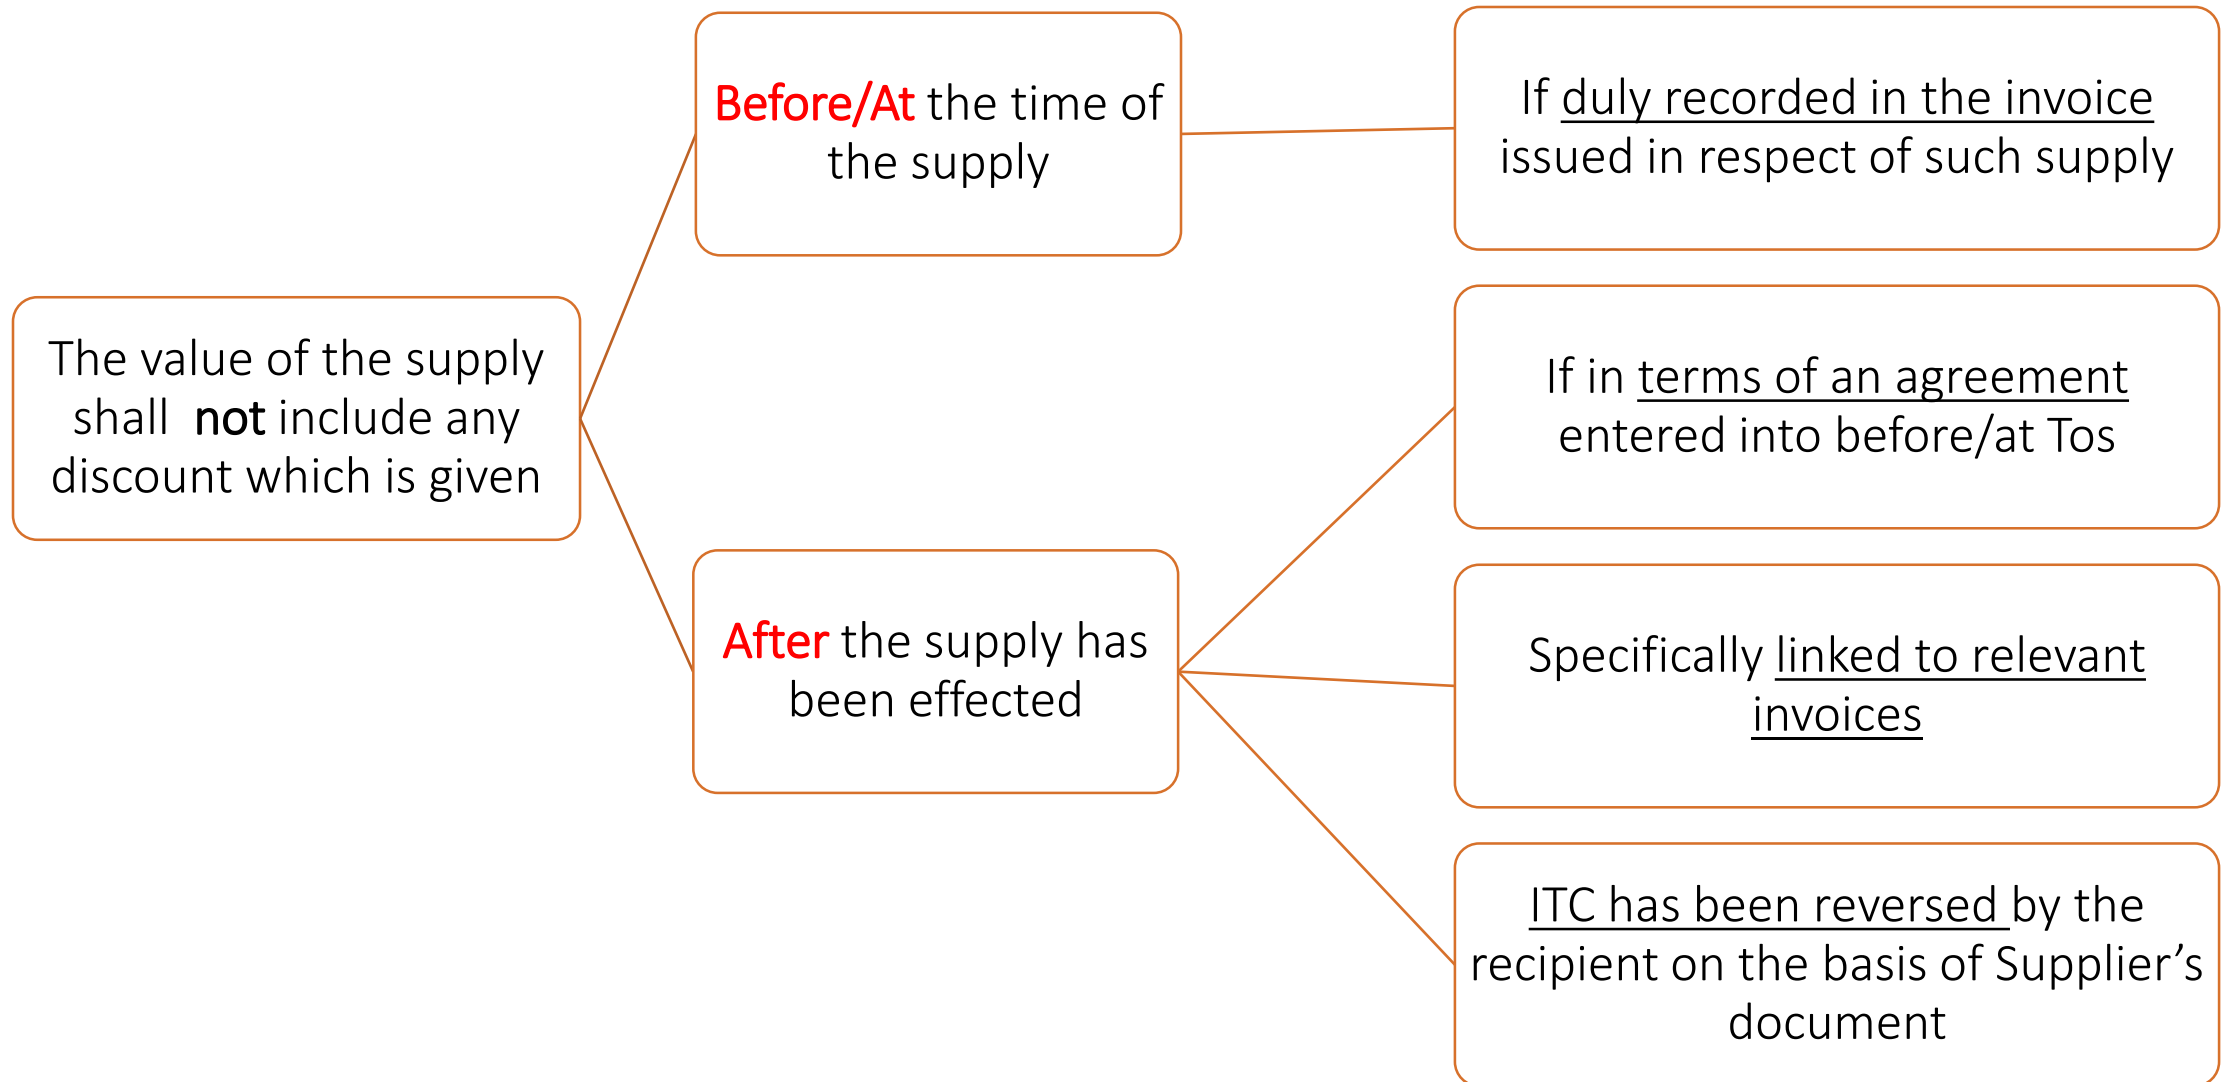 The value of the supply
shall not include any
discount which is given
Before/At the time of
the supply
If duly recorded in the invoice
issued in respect of such supply
After the supply has
been effected
If in terms of an agreement
entered into before/at Tos
Specifically linked to relevant
invoices
ITC has been reversed by the
recipient on the basis of Supplier’s
document